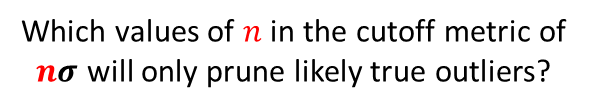 Which values of n in the cutoff metric of
nσ will only prune likely true outliers?